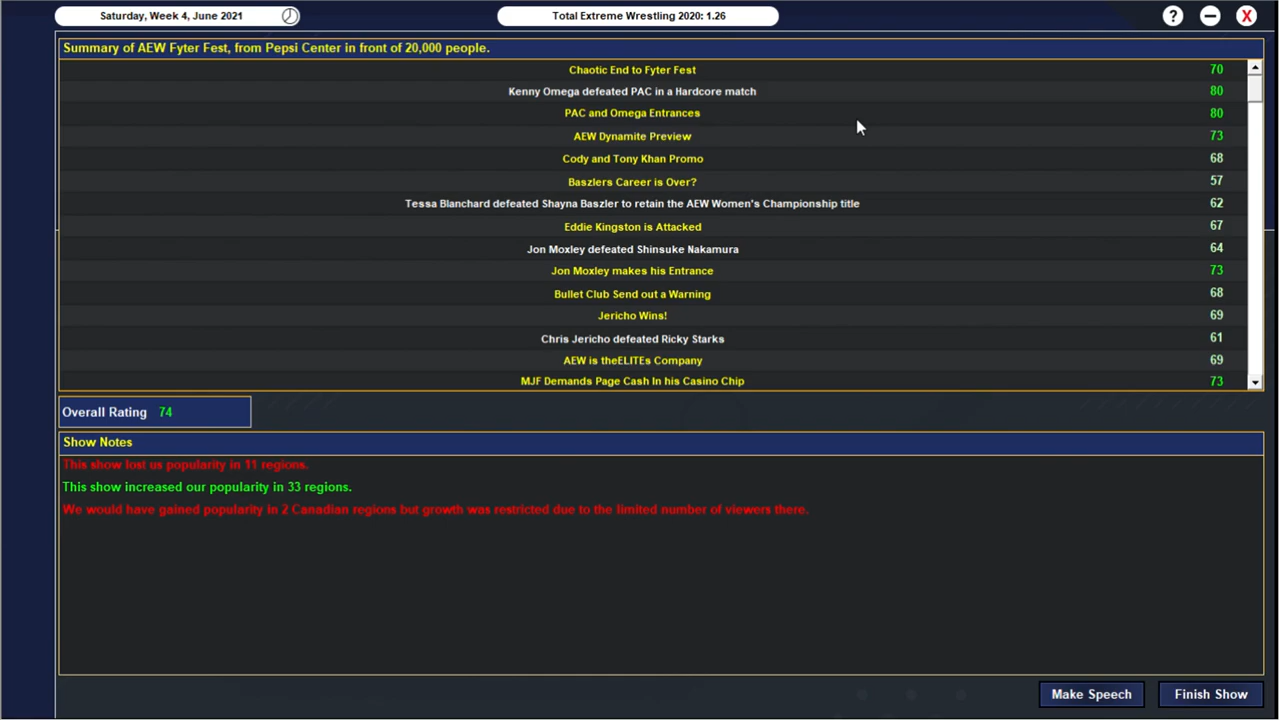 Saturday, Week 4, June 2021
Total Extreme Wrestling 2020: 1.26
? X
Summary of AEW Fyter Fest, from Pepsi Center in front of 20,000 people.
Chaotic End to Fyter Fest 70
Kenny Omega defeated PAC in a Hardcore match 80
PAC and Omega Entrances 80
AEW Dynamite Preview 73
Cody and Tony Khan Promo 68
Baszlers Career is Over? 57
Tessa Blanchard defeated Shayna Baszler to retain the AEW Women's Championship title 62
Eddie Kingston is Attacked 67
Jon Moxley defeated Shinsuke Nakamura 64
Jon Moxley makes his Entrance 73
Bullet Club Send out a Warning 68
Jericho Wins! 69
Chris Jericho defeated Ricky Starks 61
AEW is theELITEs Company 69
MJF Demands Page Cash In his Casino Chip 73
Overall Rating 74
Show Notes
This show lost us popularity in 11 regions.
This show increased our popularity in 33 regions.
We would have gained popularity in 2 Canadian regions but growth was restricted due to the limited number of viewers there.
Make Speech Finish Show